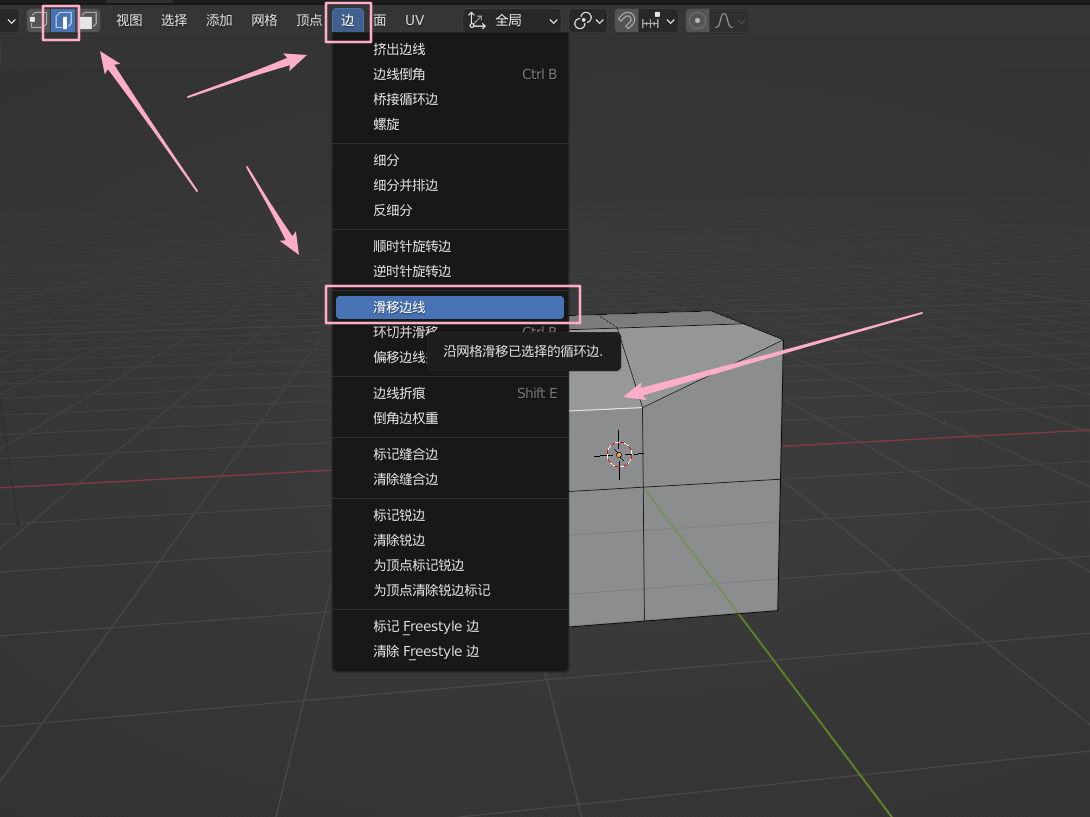 视图 选择 添加 网格 顶点 边 面 UV 全局
挤出边线
边线倒角 Ctrl B
桥接循环边
螺旋
细分
细分并排边
反细分
顺时针旋转边
逆时针旋转边
滑移边线
环切并滑移 Ctrl R
沿网格滑移已选择的循环边.
偏移边线
边线折痕 Shift E
倒角边权重
标记缝合边
清除缝合边
标记锐边
清除锐边
为顶点标记锐边
为顶点清除锐边标记
标记 Freestyle 边
清除 Freestyle 边